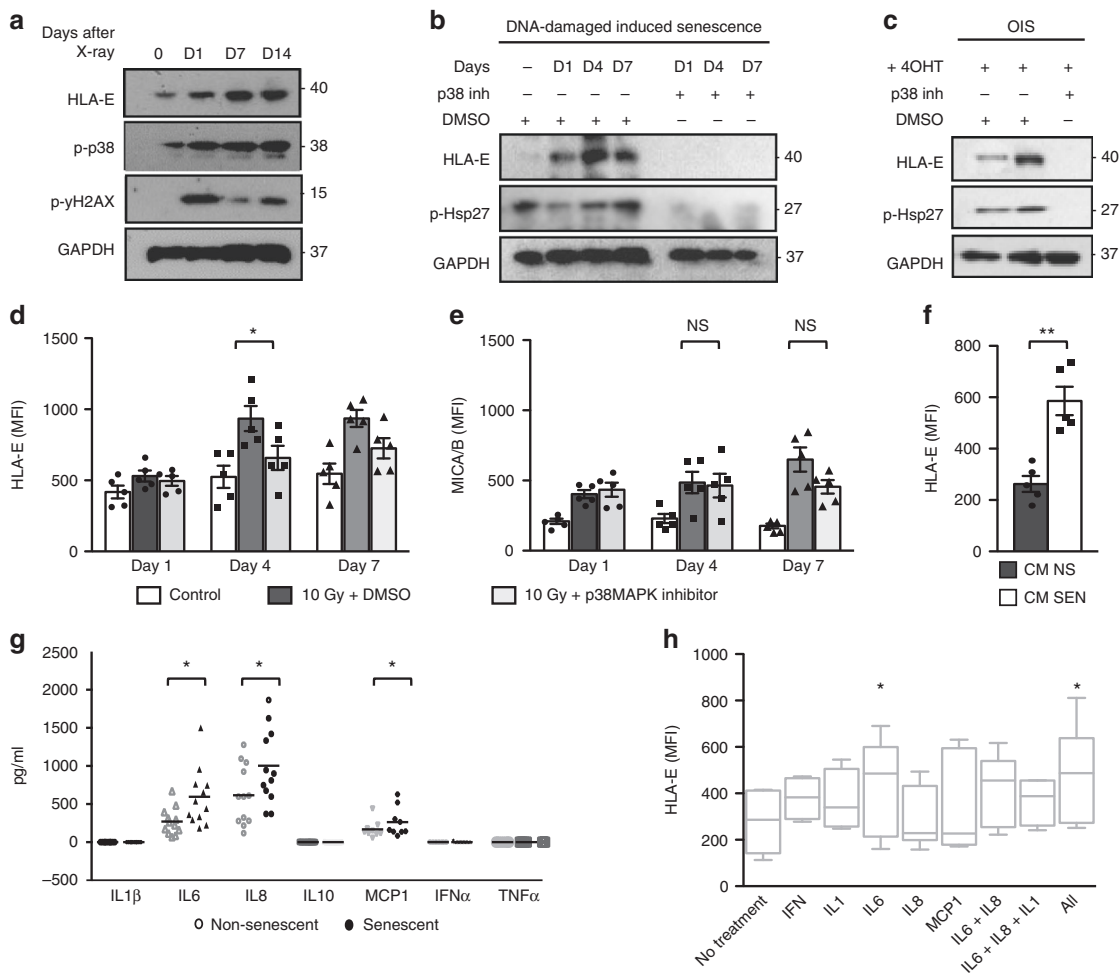 a
Days after
X-ray
0 D1 D7 D14
HLA-E
40
p-p38
38
p-yH2AX
15
GAPDH
37
b
DNA-damaged induced senescence
Days – D1 D4 D7 D1 D4 D7
p38 inh – – – – + + +
DMSO + + + + – – –
HLA-E
40
p-Hsp27
27
GAPDH
37
c
OIS
+ 4OHT + + +
p38 inh – – +
DMSO + + –
HLA-E
40
p-Hsp27
27
GAPDH
37
d
HLA-E (MFI)
1500
1000
500
0
*
Day 1 Day 4 Day 7
e
MICA/B (MFI)
1500
1000
500
0
NS NS
Day 1 Day 4 Day 7
Control 10 Gy + DMSO 10 Gy + p38MAPK inhibitor
f
HLA-E (MFI)
800
600
400
200
0
**
CM NS
CM SEN
g
pg/ml
2500
2000
1500
1000
500
0
–500
* * *
IL1β IL6 IL8 IL10 MCP1 IFNα TNFα
Non-senescent Senescent
h
HLA-E (MFI)
1000
800
600
400
200
0
* *
No treatment
IFN
IL1
IL6
IL8
MCP1
IL6 + IL8
IL6 + IL8 + IL1
All